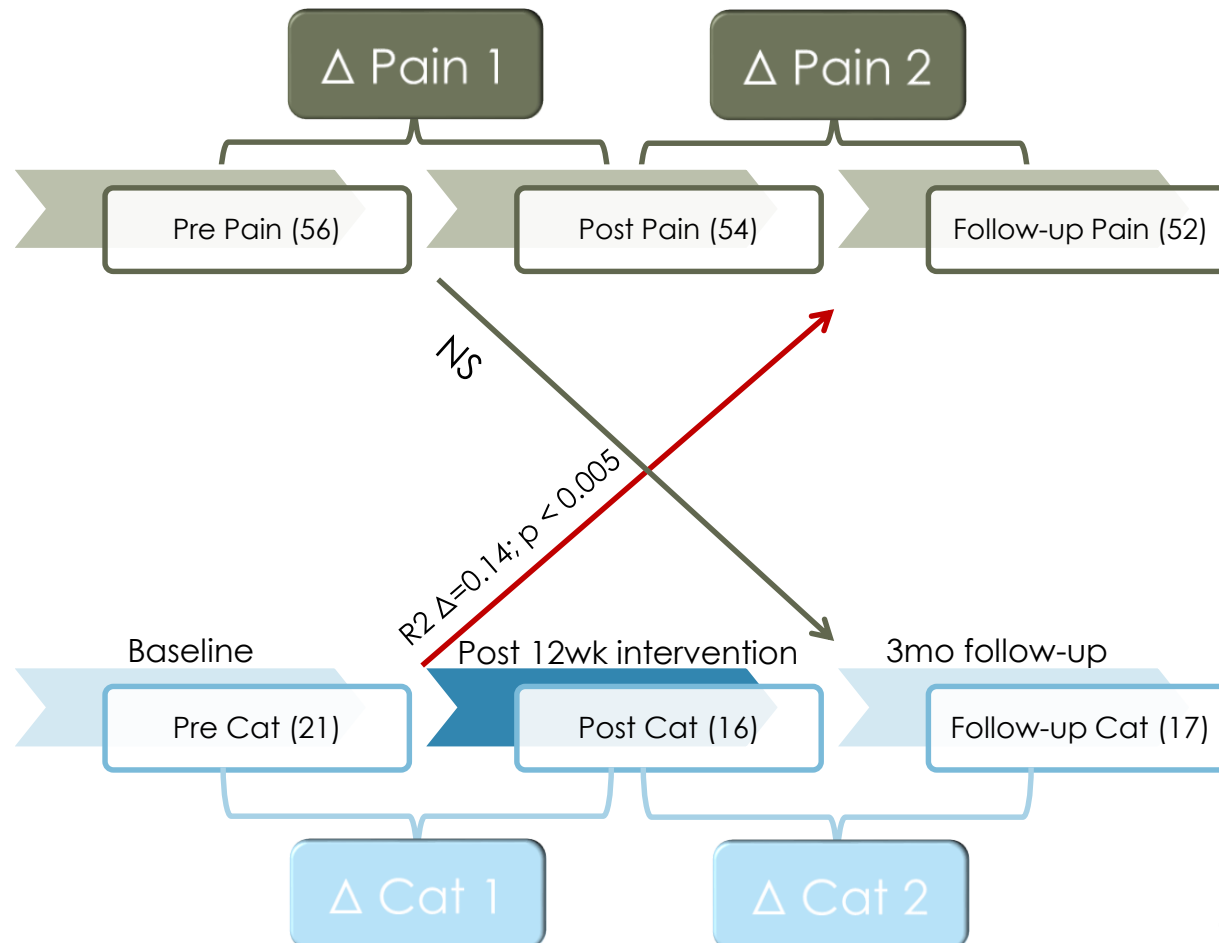 Δ Pain 1
Δ Pain 2
Pre Pain (56)
Post Pain (54)
Follow-up Pain (52)
NS
R2 Δ=0.14; p < 0.005
Baseline
Post 12wk intervention
3mo follow-up
Pre Cat (21)
Post Cat (16)
Follow-up Cat (17)
Δ Cat 1
Δ Cat 2